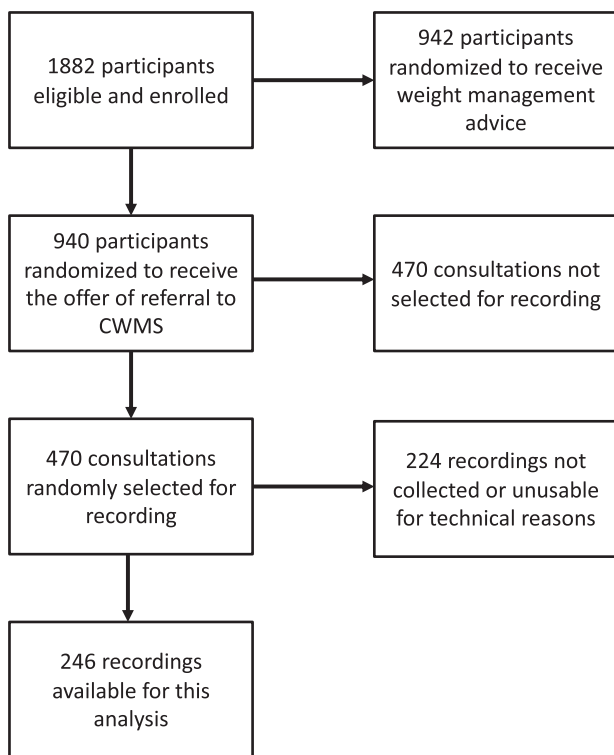 1882 participants
eligible and enrolled
942 participants
randomized to receive
weight management
advice
940 participants
randomized to receive
the offer of referral to
CWMS
470 consultations not
selected for recording
470 consultations
randomly selected for
recording
224 recordings not
collected or unusable
for technical reasons
246 recordings
available for this
analysis